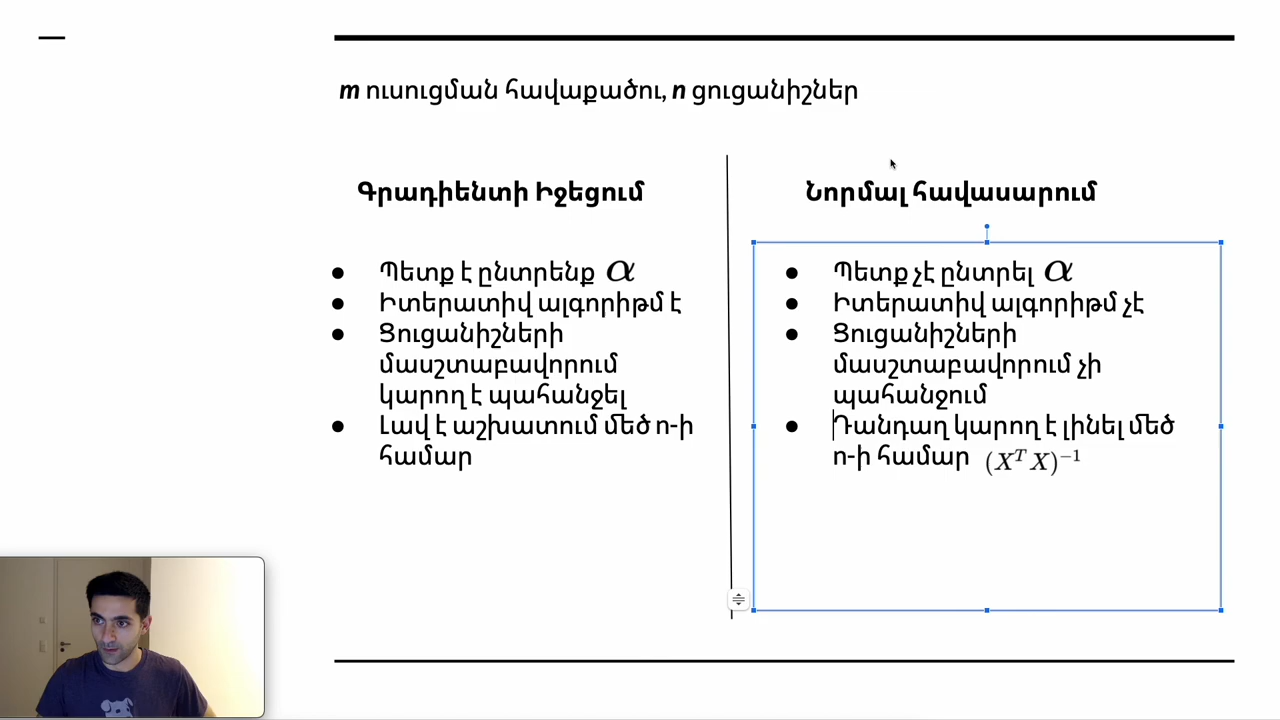 m ուսուցման հավաքածու, n ցուցանիշներ
Գրադիենտի Իջեցում
● Պետք է ընտրենք α
● Իտերատիվ ալգորիթմ է
● Ցուցանիշների
մասշտաբավորում
կարող է պահանջել
● Լավ է աշխատում մեծ ո-ի
համար
Նորմալ հավասարում
● Պետք չէ ընտրել α
● Իտերատիվ ալգորիթմ չէ
● Ցուցանիշների
մասշտաբավորում չի
պահանջում
● Դանդաղ կարող է լինել մեծ
ո-ի համար (XᵀX)⁻¹